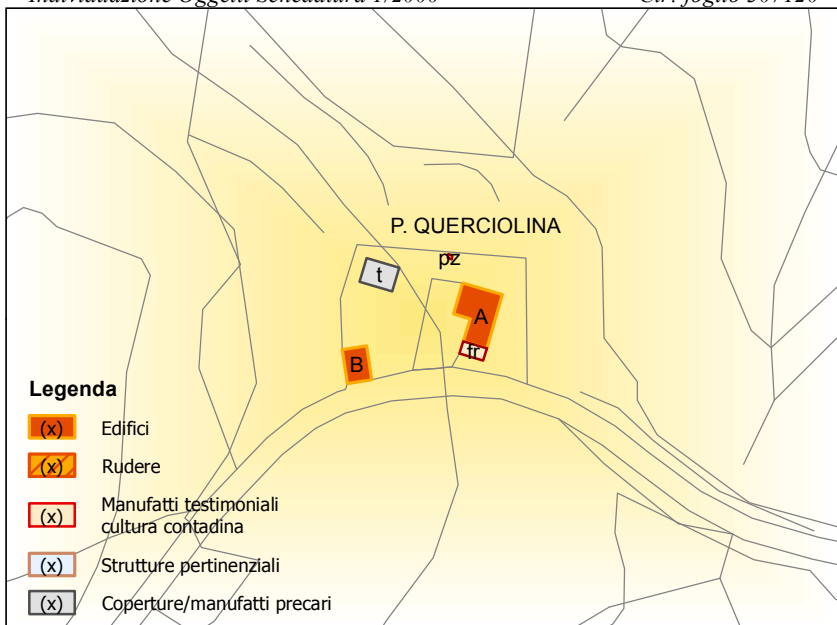 Individuazione Oggetti Schedatura 1/2000
Ctr: foglio 307120
P. QUERCIOLINA
pz
t
A
fr
B
Legenda
(x) Edifici
(x) Rudere
(x) Manufatti testimoniali
cultura contadina
(x) Strutture pertinenziali
(x) Coperture/manufatti precari